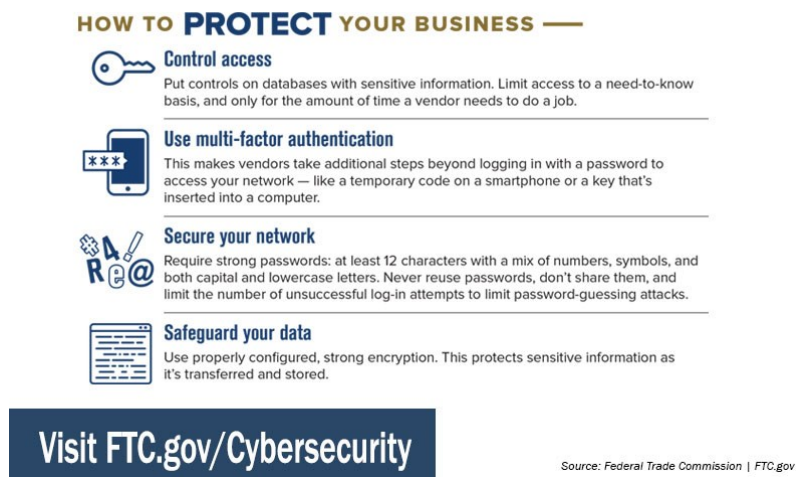 HOW TO PROTECT YOUR BUSINESS
Control access
Put controls on databases with sensitive information. Limit access to a need-to-know
basis, and only for the amount of time a vendor needs to do a job.
***
Use multi-factor authentication
This makes vendors take additional steps beyond logging in with a password to
access your network — like a temporary code on a smartphone or a key that’s
inserted into a computer.
*4!
Re@
Secure your network
Require strong passwords: at least 12 characters with a mix of numbers, symbols, and
both capital and lowercase letters. Never reuse passwords, don’t share them, and
limit the number of unsuccessful log-in attempts to limit password-guessing attacks.
Safeguard your data
Use properly configured, strong encryption. This protects sensitive information as
it’s transferred and stored.
Visit FTC.gov/Cybersecurity
Source: Federal Trade Commission | FTC.gov